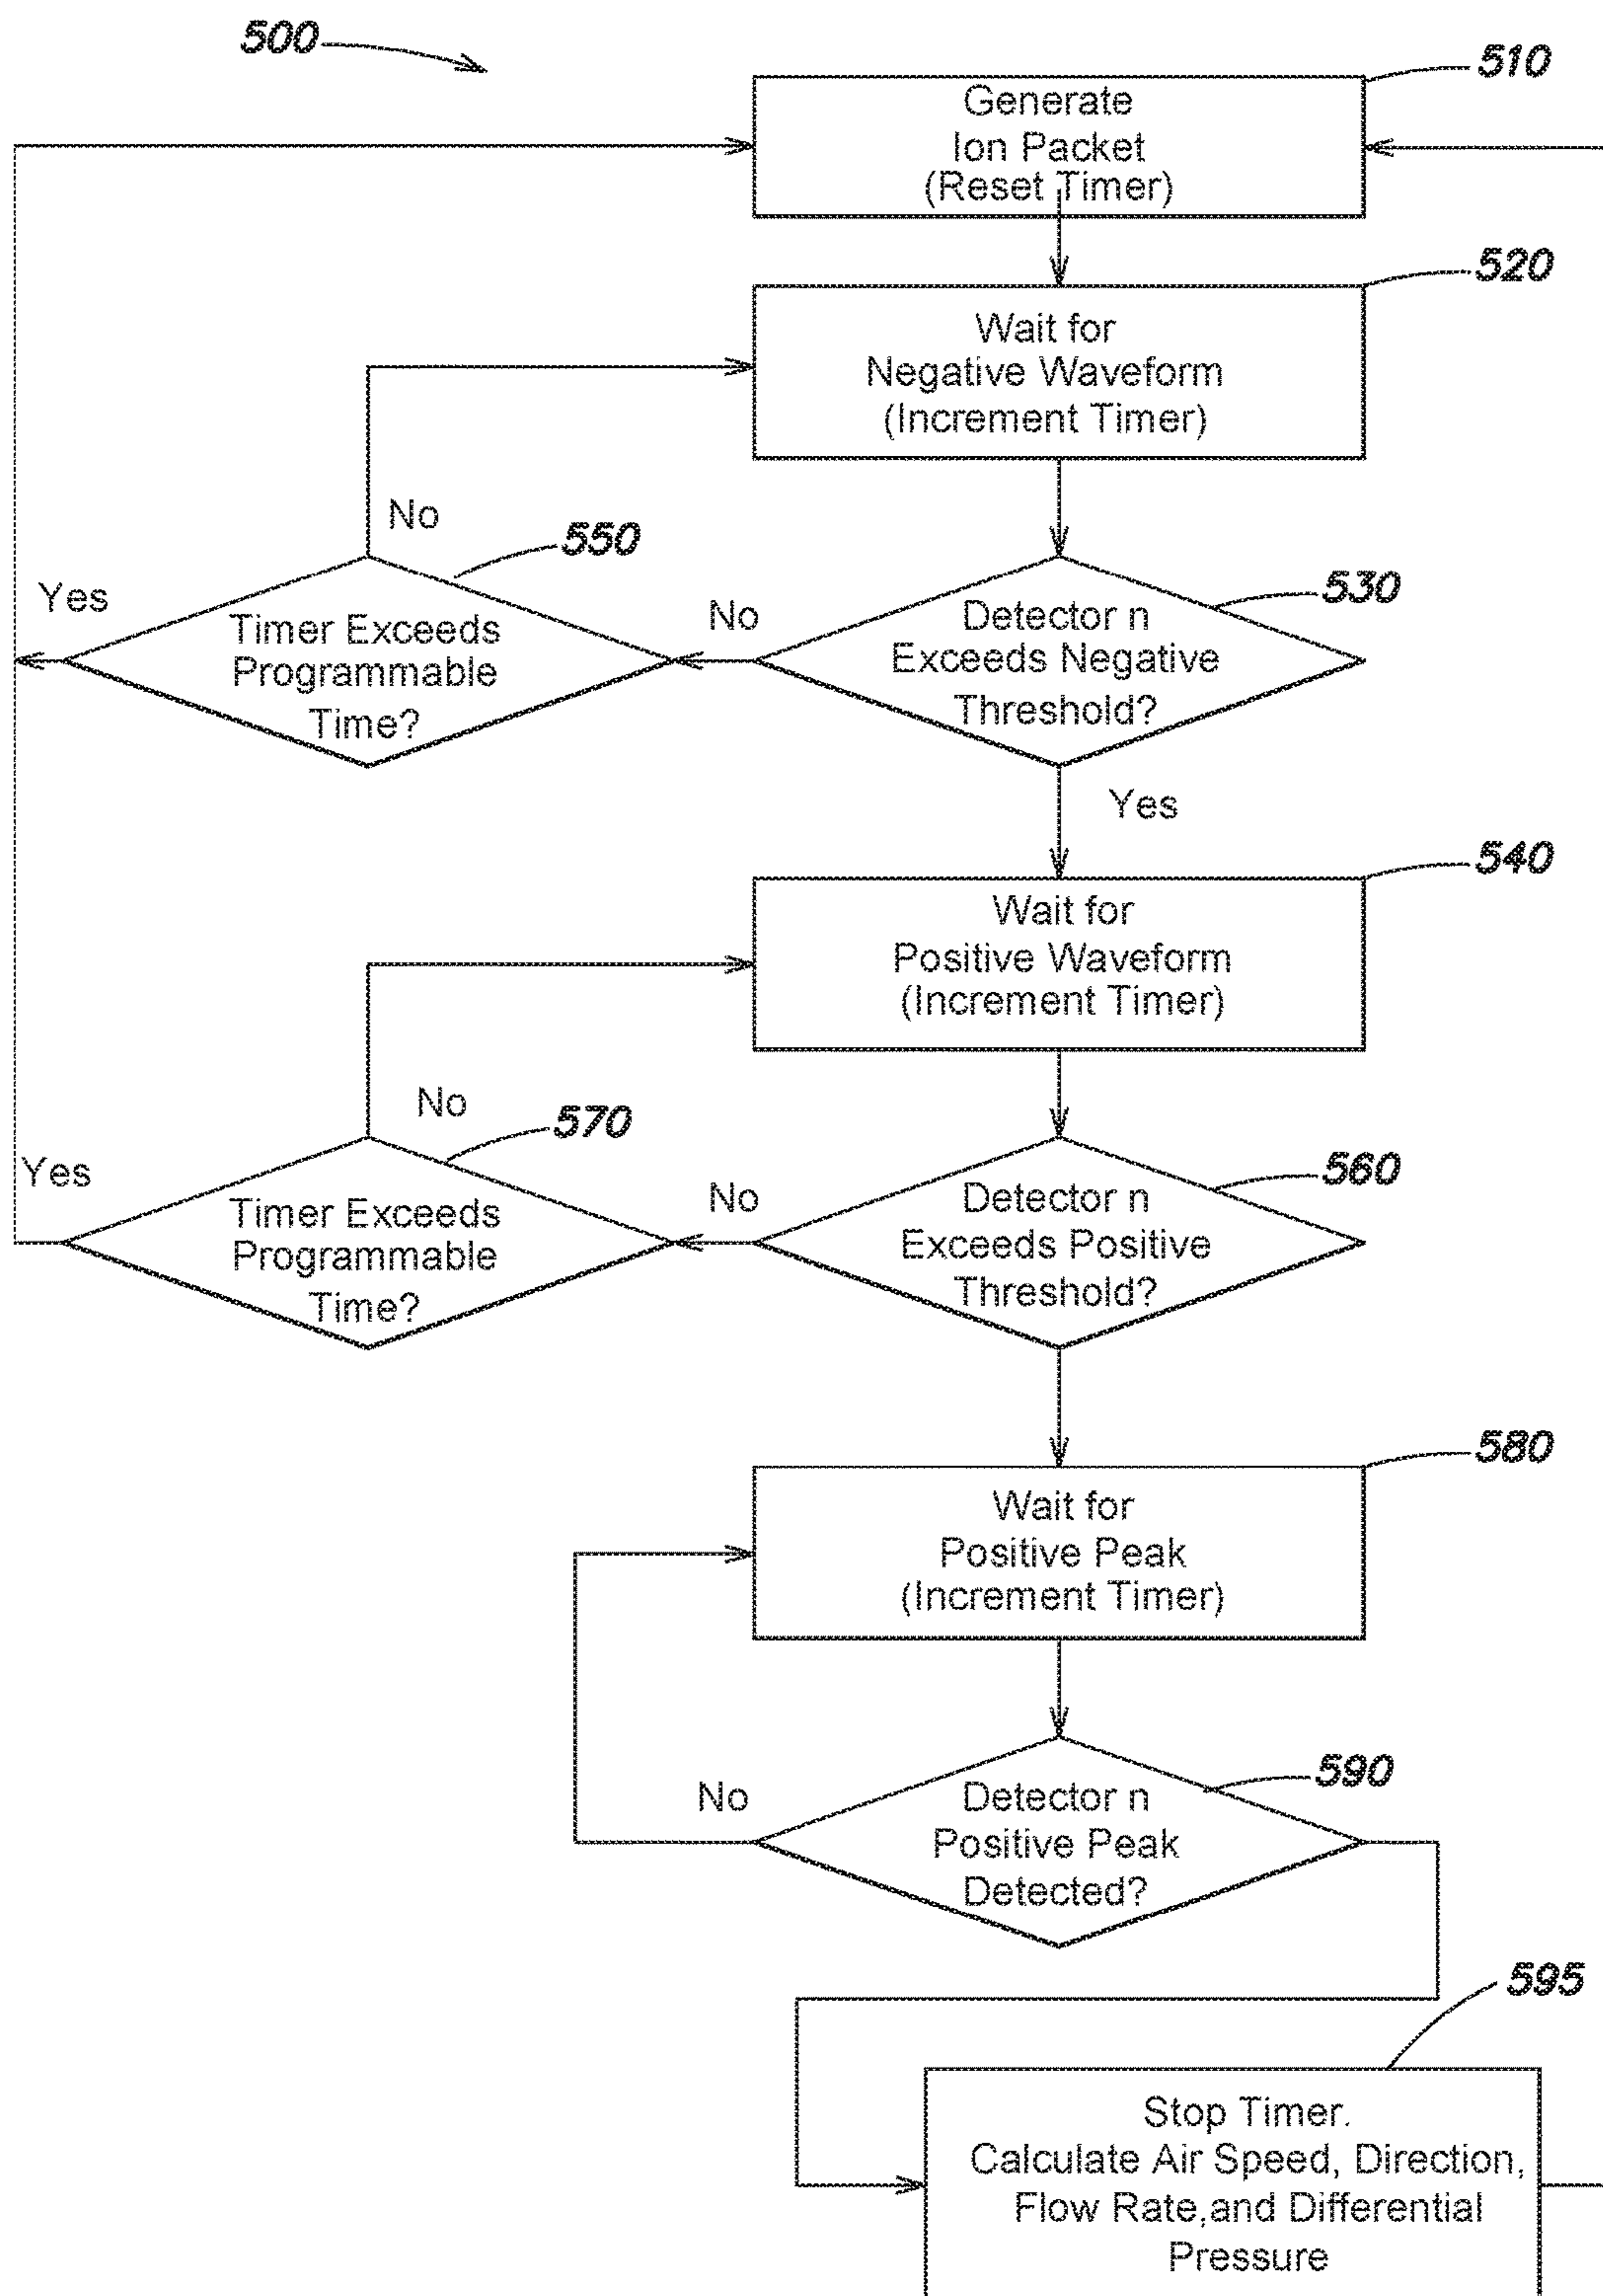 500
510
Generate
Ion Packet
(Reset Timer)
520
Wait for
Negative Waveform
(Increment Timer)
No
550
Yes
Timer Exceeds
Programmable
Time?
No
530
Detector n
Exceeds Negative
Threshold?
Yes
540
Wait for
Positive Waveform
(Increment Timer)
No
570
Yes
Timer Exceeds
Programmable
Time?
No
560
Detector n
Exceeds Positive
Threshold?
580
Wait for
Positive Peak
(Increment Timer)
No
590
Detector n
Positive Peak
Detected?
595
Stop Timer.
Calculate Air Speed, Direction,
Flow Rate,and Differential
Pressure